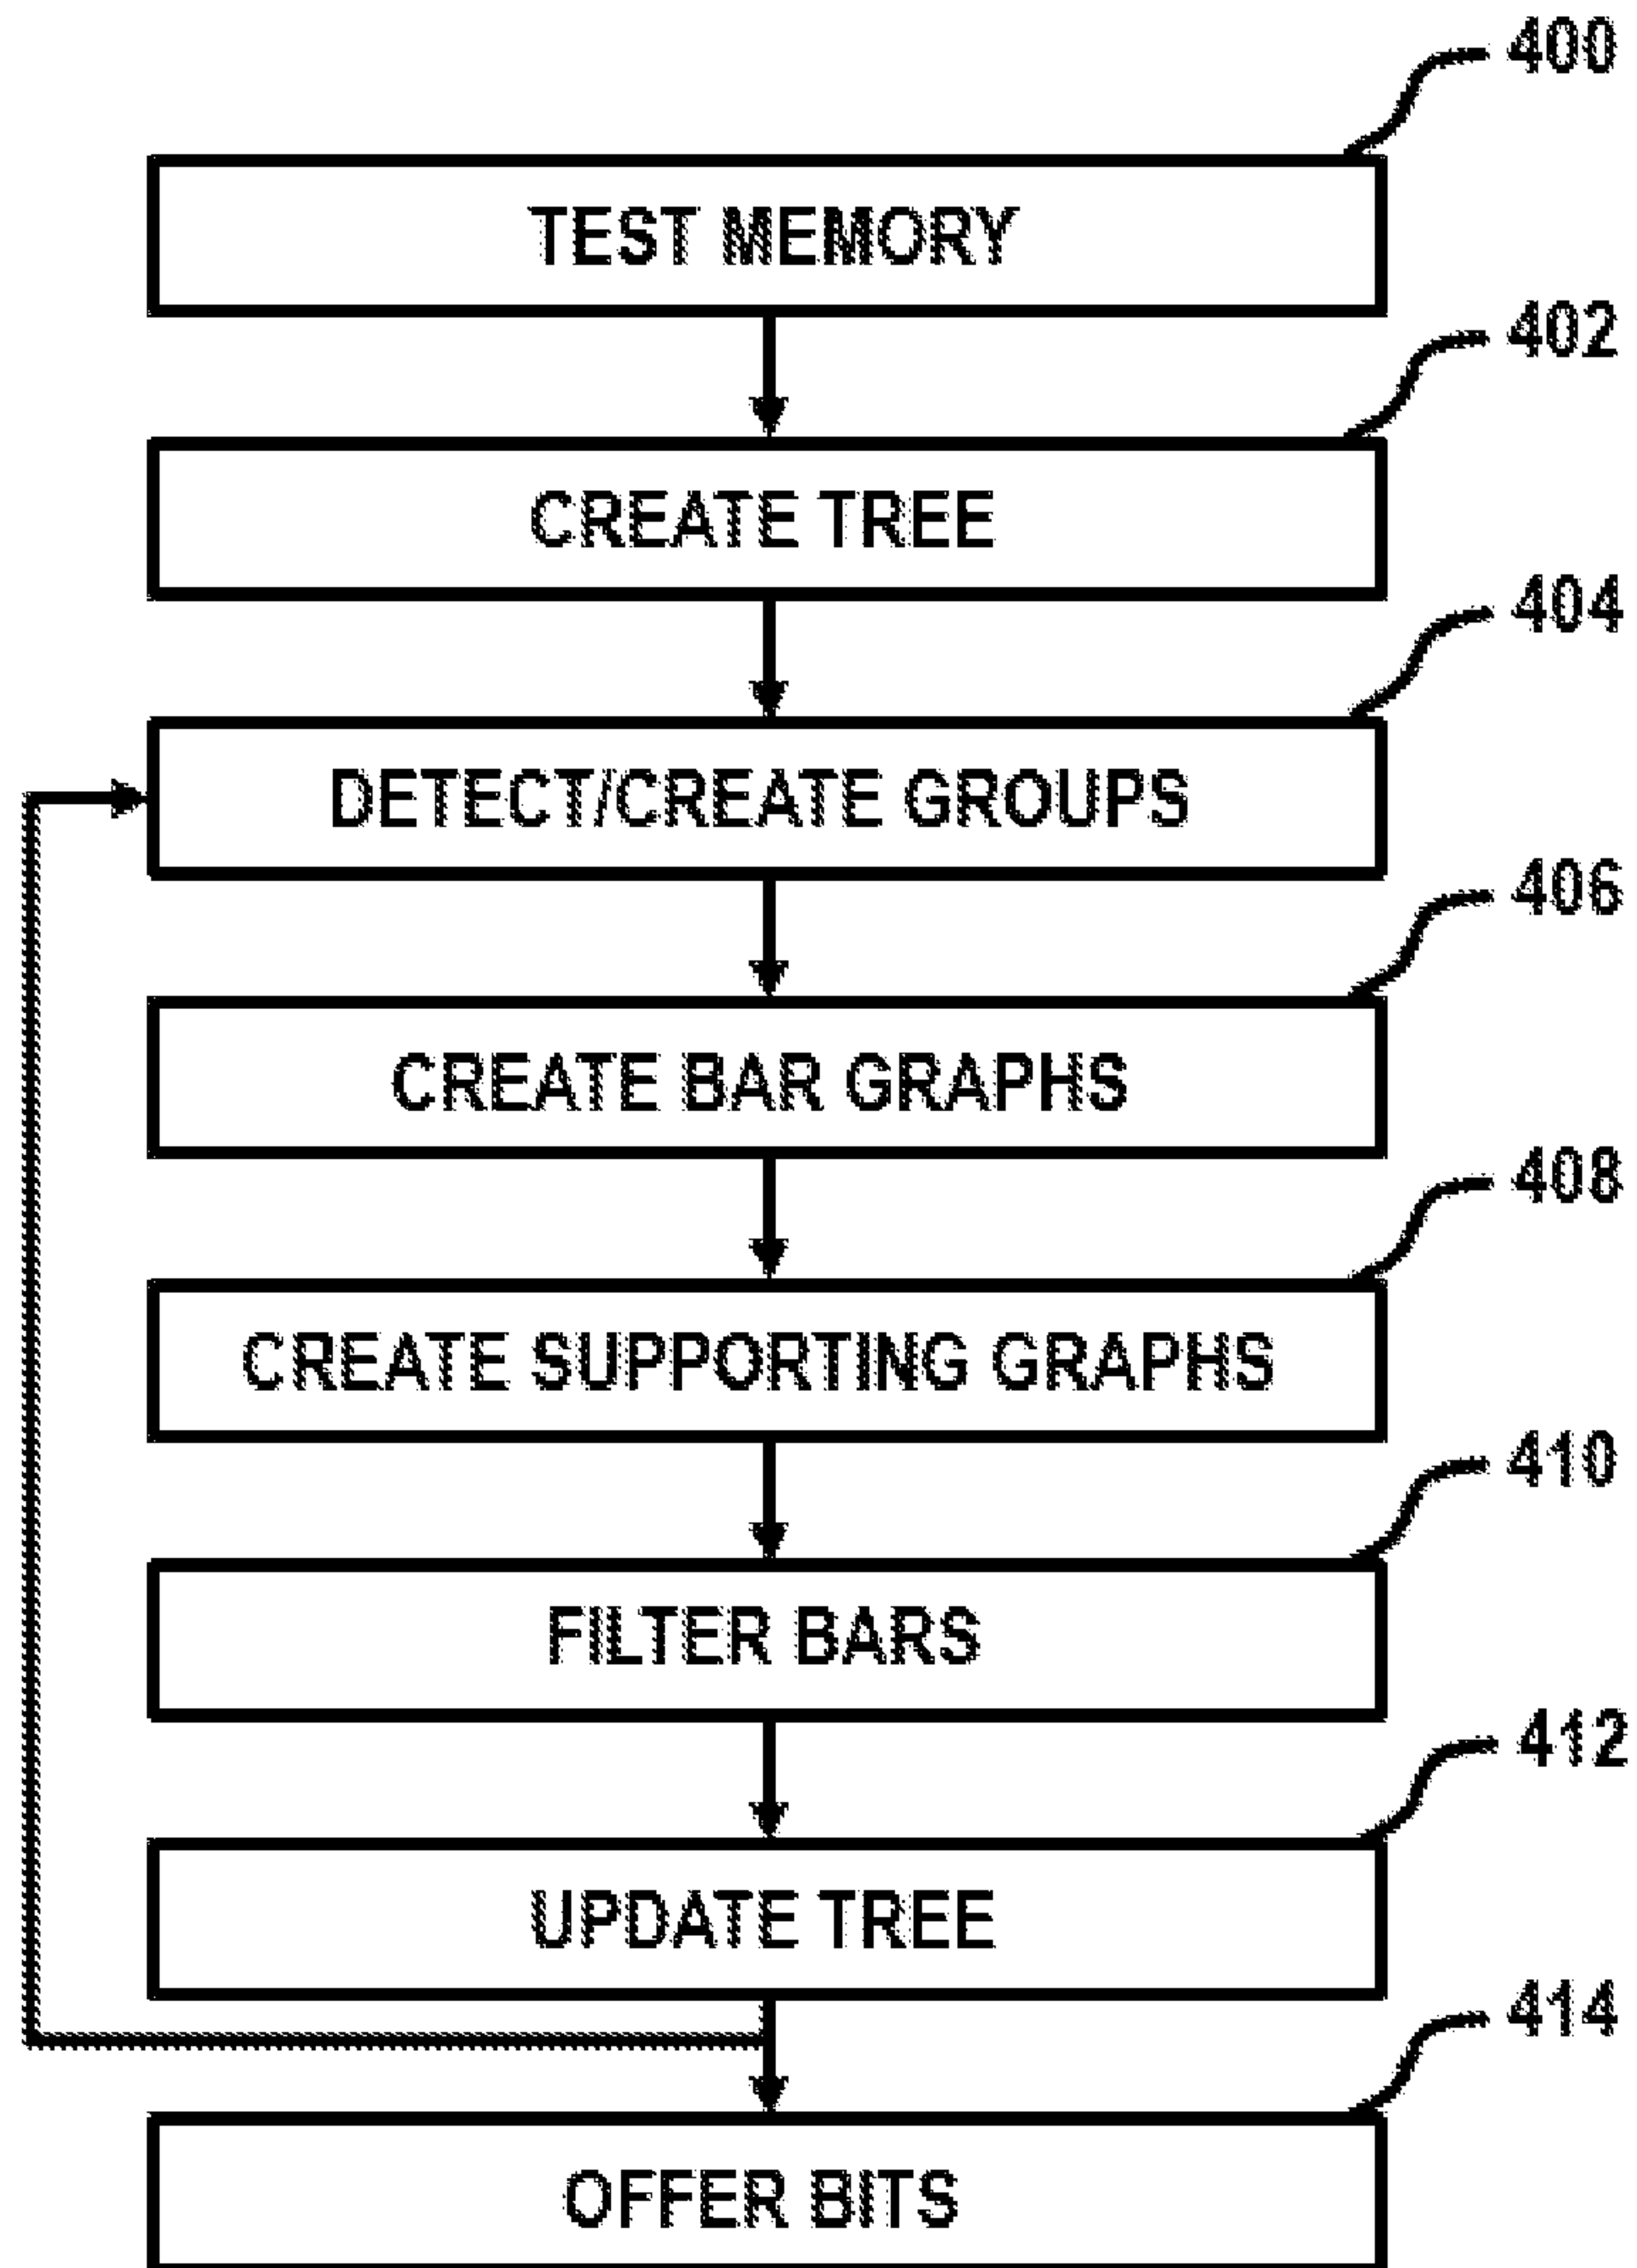 400
TEST MEMORY
402
CREATE TREE
404
DETECT/CREATE GROUPS
406
CREATE BAR GRAPHS
408
CREATE SUPPORTING GRAPHS
410
FILTER BARS
412
UPDATE TREE
414
OFFER BITS